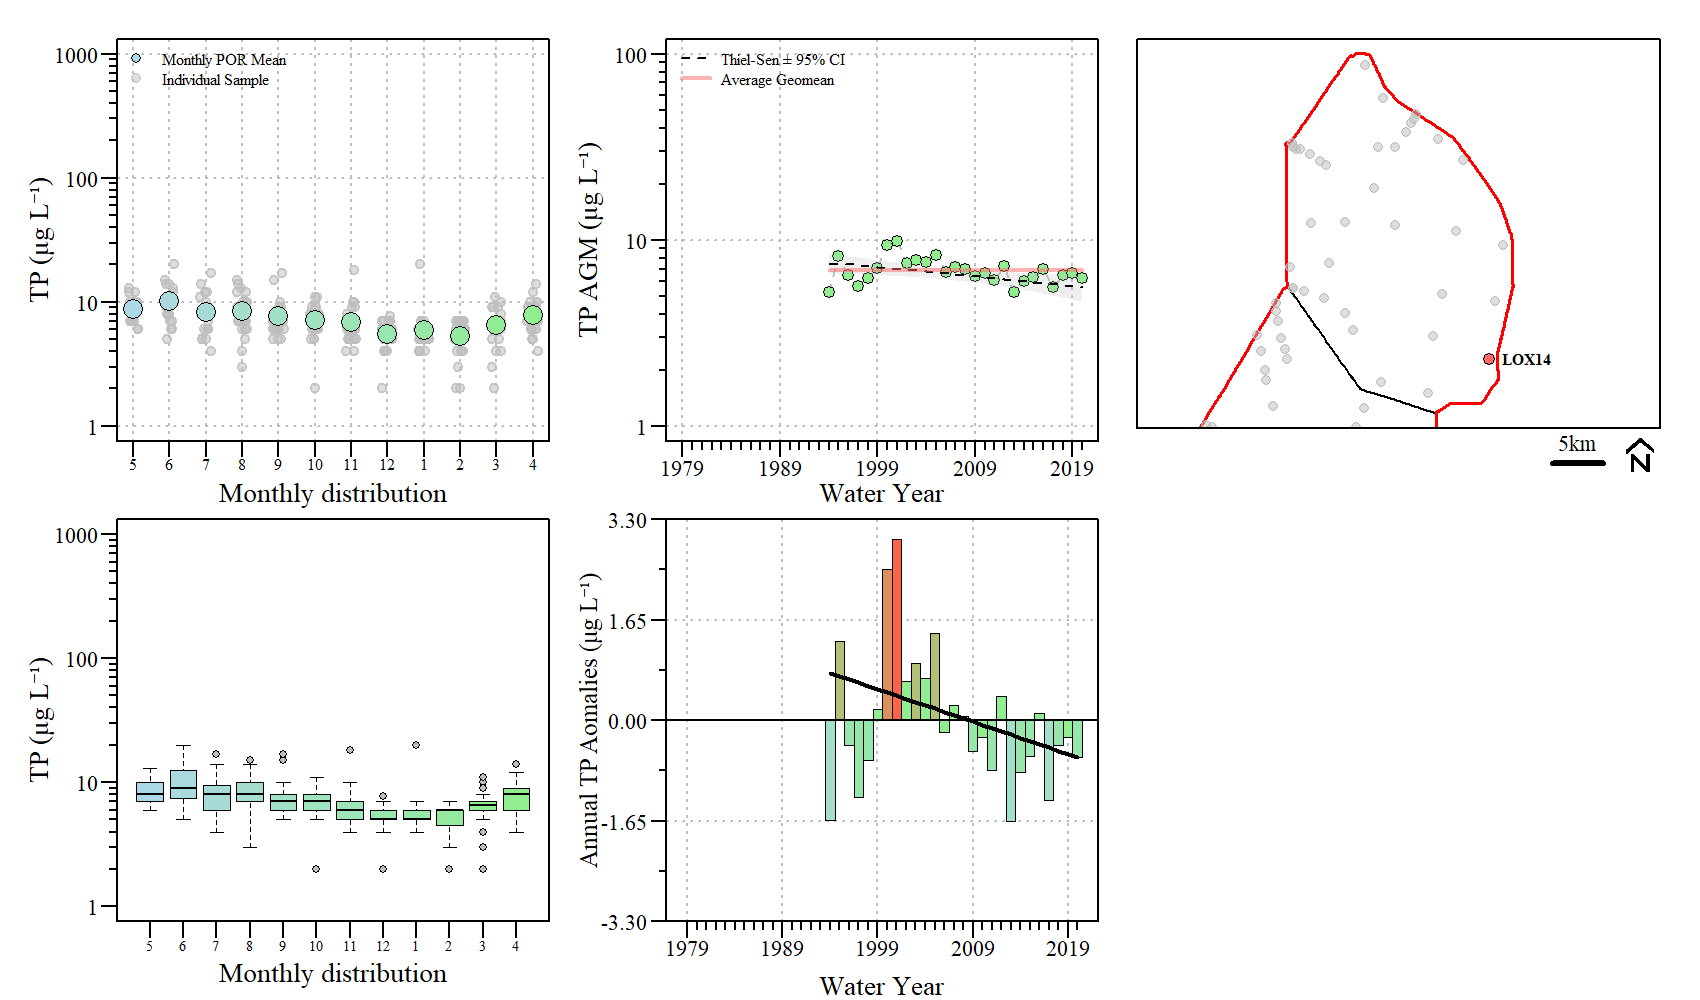 1000
100
10
1
TP (µg L⁻¹)
Monthly POR Mean
Individual Sample
5 6 7 8 9 10 11 12 1 2 3 4
Monthly distribution
100
10
1
TP AGM (µg L⁻¹)
Thiel-Sen ± 95% CI
Average Geomean
1979 1989 1999 2009 2019
Water Year
LOX14
5km
N
1000
100
10
1
TP (µg L⁻¹)
5 6 7 8 9 10 11 12 1 2 3 4
Monthly distribution
3.30
1.65
0.00
-1.65
-3.30
Annual TP Aomalies (µg L⁻¹)
1979 1989 1999 2009 2019
Water Year